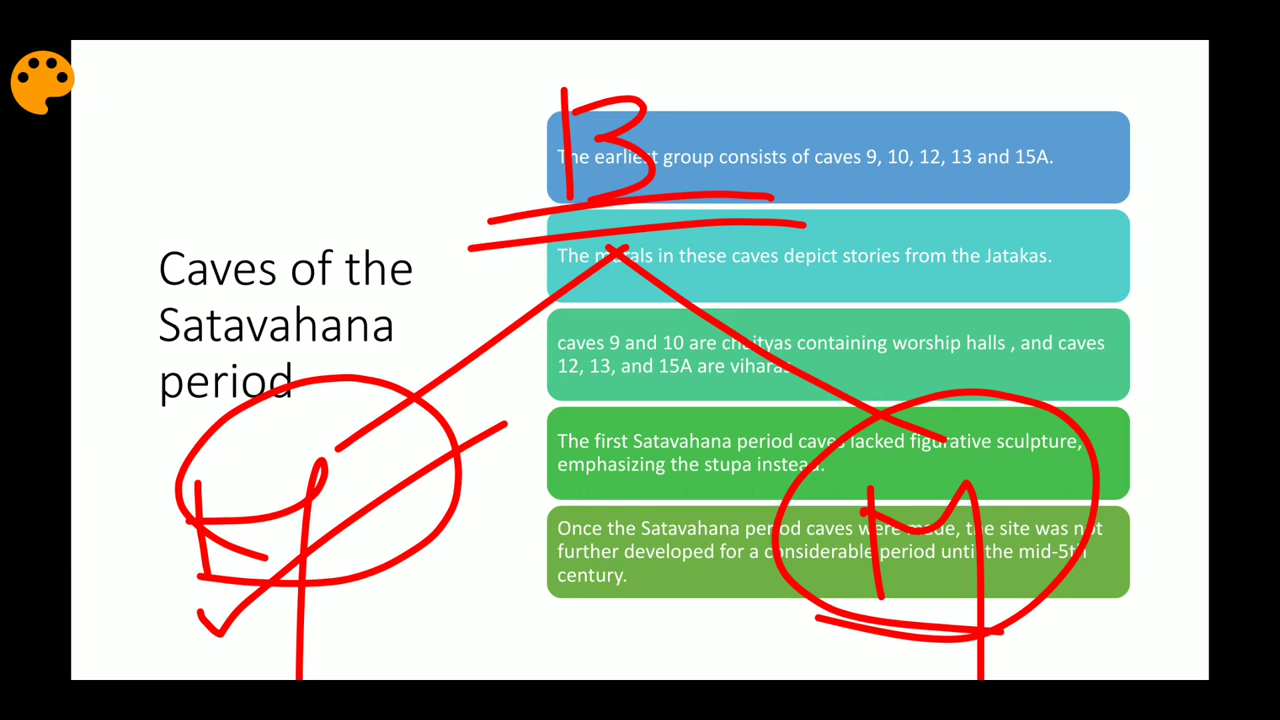 Caves of the
Satavahana
period
The earliest group consists of caves 9, 10, 12, 13 and 15A.
The murals in these caves depict stories from the Jatakas.
caves 9 and 10 are chaityas containing worship halls , and caves
12, 13, and 15A are viharas.
The first Satavahana period caves lacked figurative sculpture,
emphasizing the stupa instead.
Once the Satavahana period caves were made, the site was not
further developed for a considerable period until the mid-5th
century.
B
M